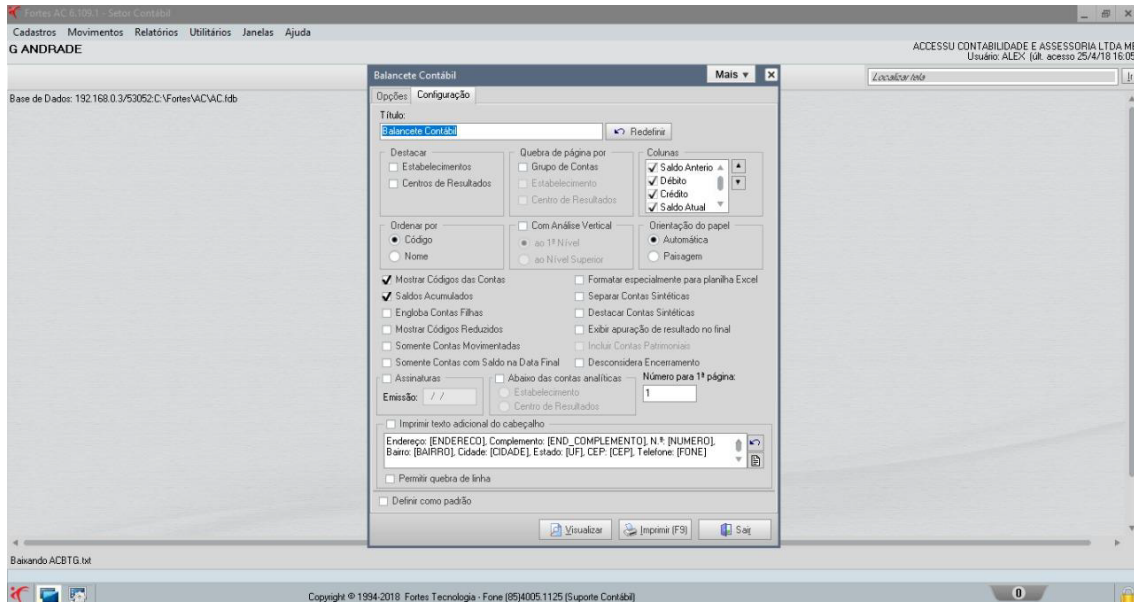 Fortes AC 6.109.1 - Setor Contábil
Cadastros Movimentos Relatórios Utilitários Janelas Ajuda
G ANDRADE
ACCESSU CONTABILIDADE E ASSESSORIA LTDA ME
Usuário: ALEX (últ. acesso 25/4/18 16:05
Localizar tela
Base de Dados: 192.168.0.3/53052:C:\Fortes\AC\AC.fdb
Balancete Contábil Mais
Opções Configuração
Título:
Balancete Contábil Redefinir
Destacar Quebra de página por Colunas
Estabelecimentos Grupo de Contas Saldo Anterio
Centros de Resultados Estabelecimento Débito
Centro de Resultados Crédito
Saldo Atual
Ordenar por Com Análise Vertical Orientação do papel
Código ao 1º Nível Automática
Nome ao Nível Superior Paisagem
Mostrar Códigos das Contas Formatar especialmente para planilha Excel
Saldos Acumulados Separar Contas Sintéticas
Engloba Contas Filhas Destacar Contas Sintéticas
Mostrar Códigos Reduzidos Exibir apuração de resultado no final
Somente Contas Movimentadas Incluir Contas Patrimoniais
Somente Contas com Saldo na Data Final Desconsidera Encerramento
Assinaturas Abaixo das contas analíticas Número para 1ª página:
Emissão: / / Estabelecimento 1
Centro de Resultados
Imprimir texto adicional do cabeçalho
Endereço: [ENDERECO], Complemento: [END_COMPLEMENTO], N.º: [NUMERO],
Bairro: [BAIRRO], Cidade: [CIDADE], Estado: [UF], CEP: [CEP], Telefone: [FONE]
Permitir quebra de linha
Definir como padrão
Visualizar Imprimir (F9) Sair
Baixando ACBTG.txt
Copyright © 1994-2018 Fortes Tecnologia - Fone (85)4005.1125 (Suporte Contábil) 0